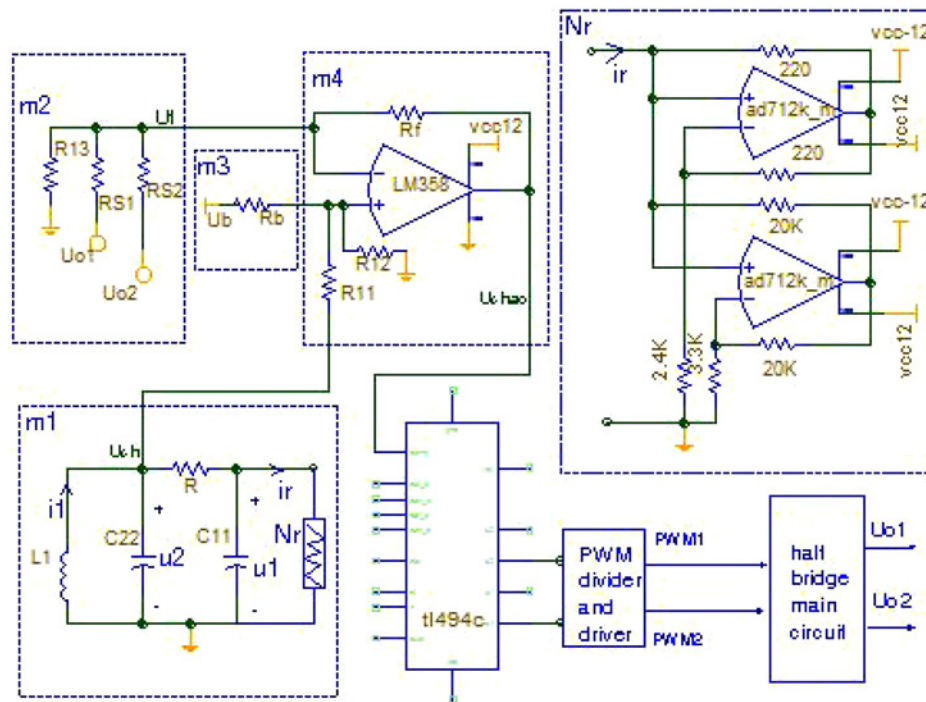 m2
R13
RS1
RS2
Uo1
Uo2
m3
Ub
Rb
m4
Rf
vcc12
LM358
R12
R11
Uchao
Nr
ir
vcc-12
220
ad712k_m
220
vcc12
vcc-12
20K
ad712k_m
20K
vcc12
2.4K
3.3K
m1
Uch
i1
R
ir
L1
C22
u2
C11
u1
Nr
+
-
+
-
tl494c
PWM
divider
and
driver
PWM1
PWM2
half
bridge
main
circuit
Uo1
Uo2